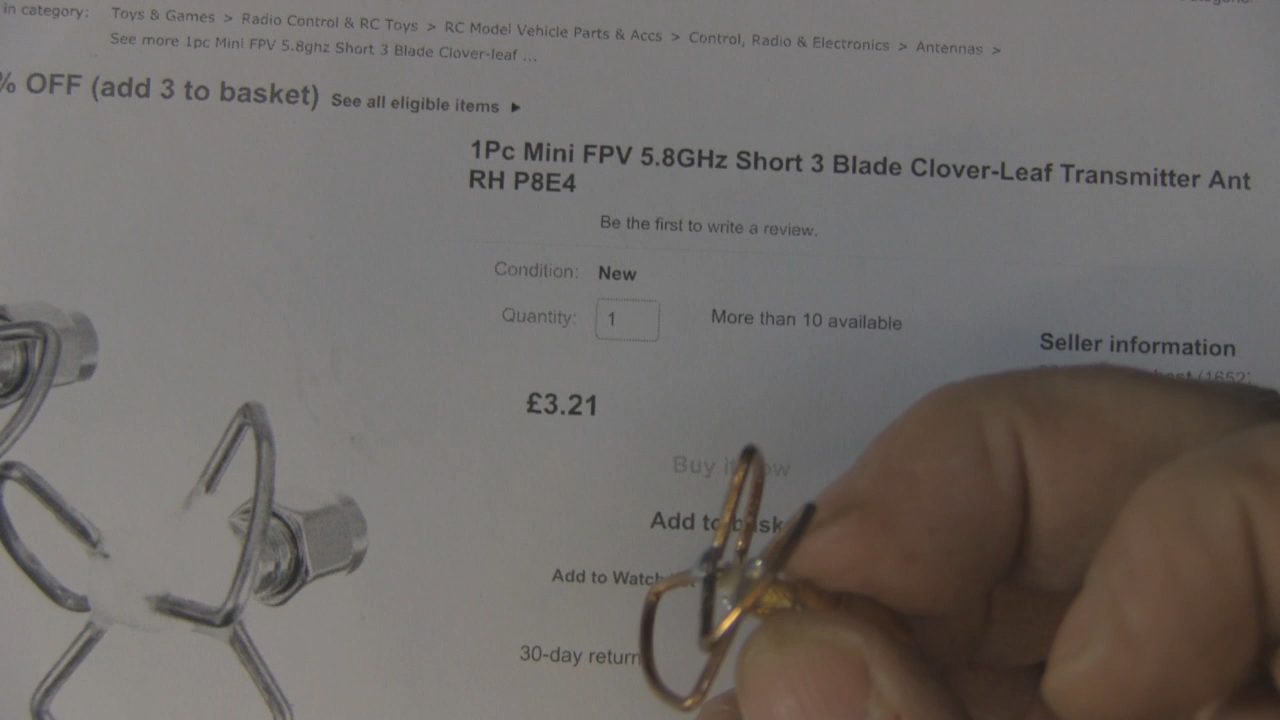 in category: Toys & Games > Radio Control & RC Toys > RC Model Vehicle Parts & Accs > Control, Radio & Electronics > Antennas >
See more 1pc Mini FPV 5.8ghz Short 3 Blade Clover-leaf ...
% OFF (add 3 to basket) See all eligible items ►
1Pc Mini FPV 5.8GHz Short 3 Blade Clover-Leaf Transmitter Ant
RH P8E4
Be the first to write a review.
Condition: New
Quantity: 1 More than 10 available
Seller information
£3.21
Buy it
Add to
Add to Watch
30-day return